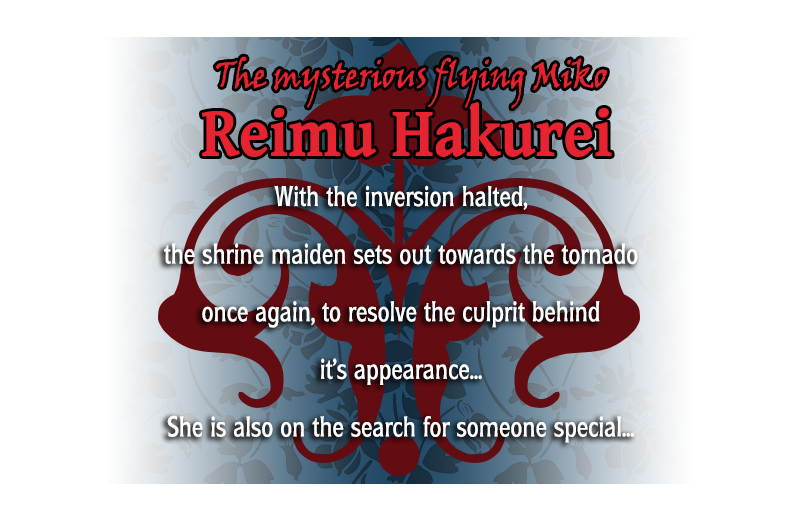 The mysterious flying Miko
Reimu Hakurei
With the inversion halted,
the shrine maiden sets out towards the tornado
once again, to resolve the culprit behind
it's appearance...
She is also on the search for someone special...